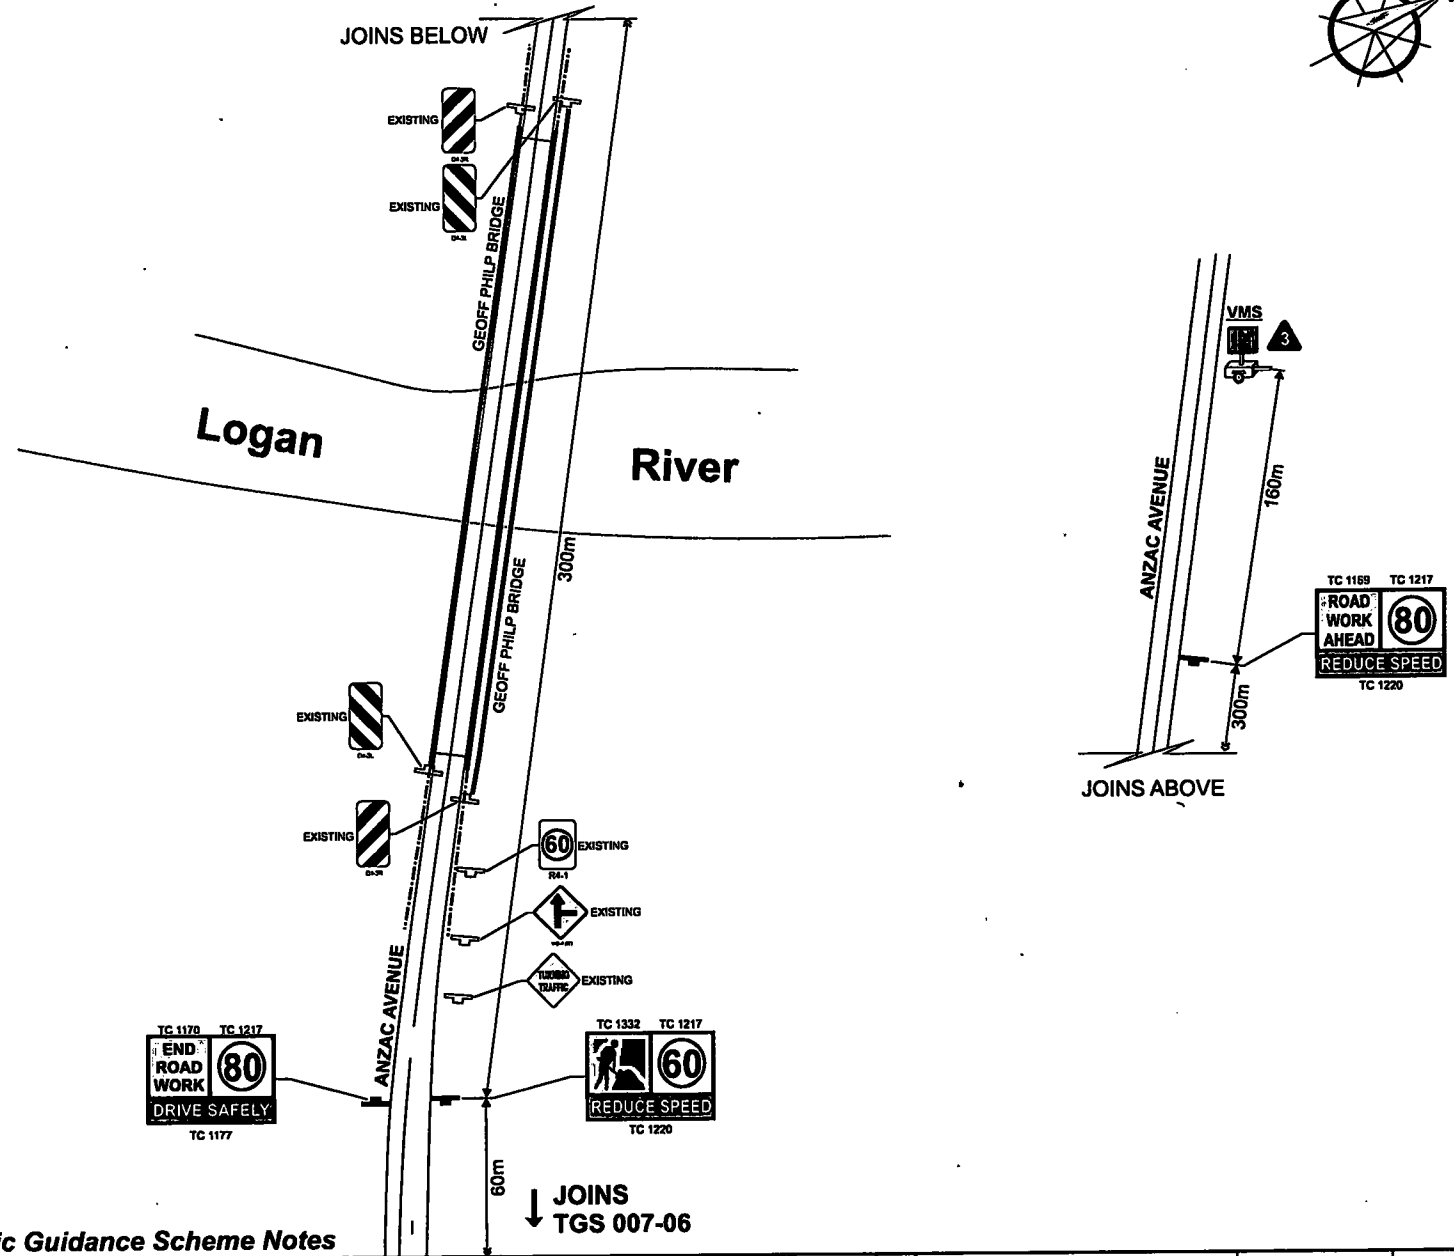 JOINS BELOW
EXISTING
EXISTING
GEOFF PHILP BRIDGE
Logan
River
300m
GEOFF PHILP BRIDGE
EXISTING
EXISTING
60 EXISTING
R4-1
EXISTING
TURNING
TRAFFIC
EXISTING
ANZAC AVENUE
TC 1170 TC 1217
END
ROAD
WORK
80
DRIVE SAFELY
TC 1177
TC 1332 TC 1217
60
REDUCE SPEED
TC 1220
60m
JOINS
TGS 007-06
ic Guidance Scheme Notes
VMS
3
ANZAC AVENUE
160m
TC 1169 TC 1217
ROAD
WORK
AHEAD
80
REDUCE SPEED
TC 1220
300m
JOINS ABOVE